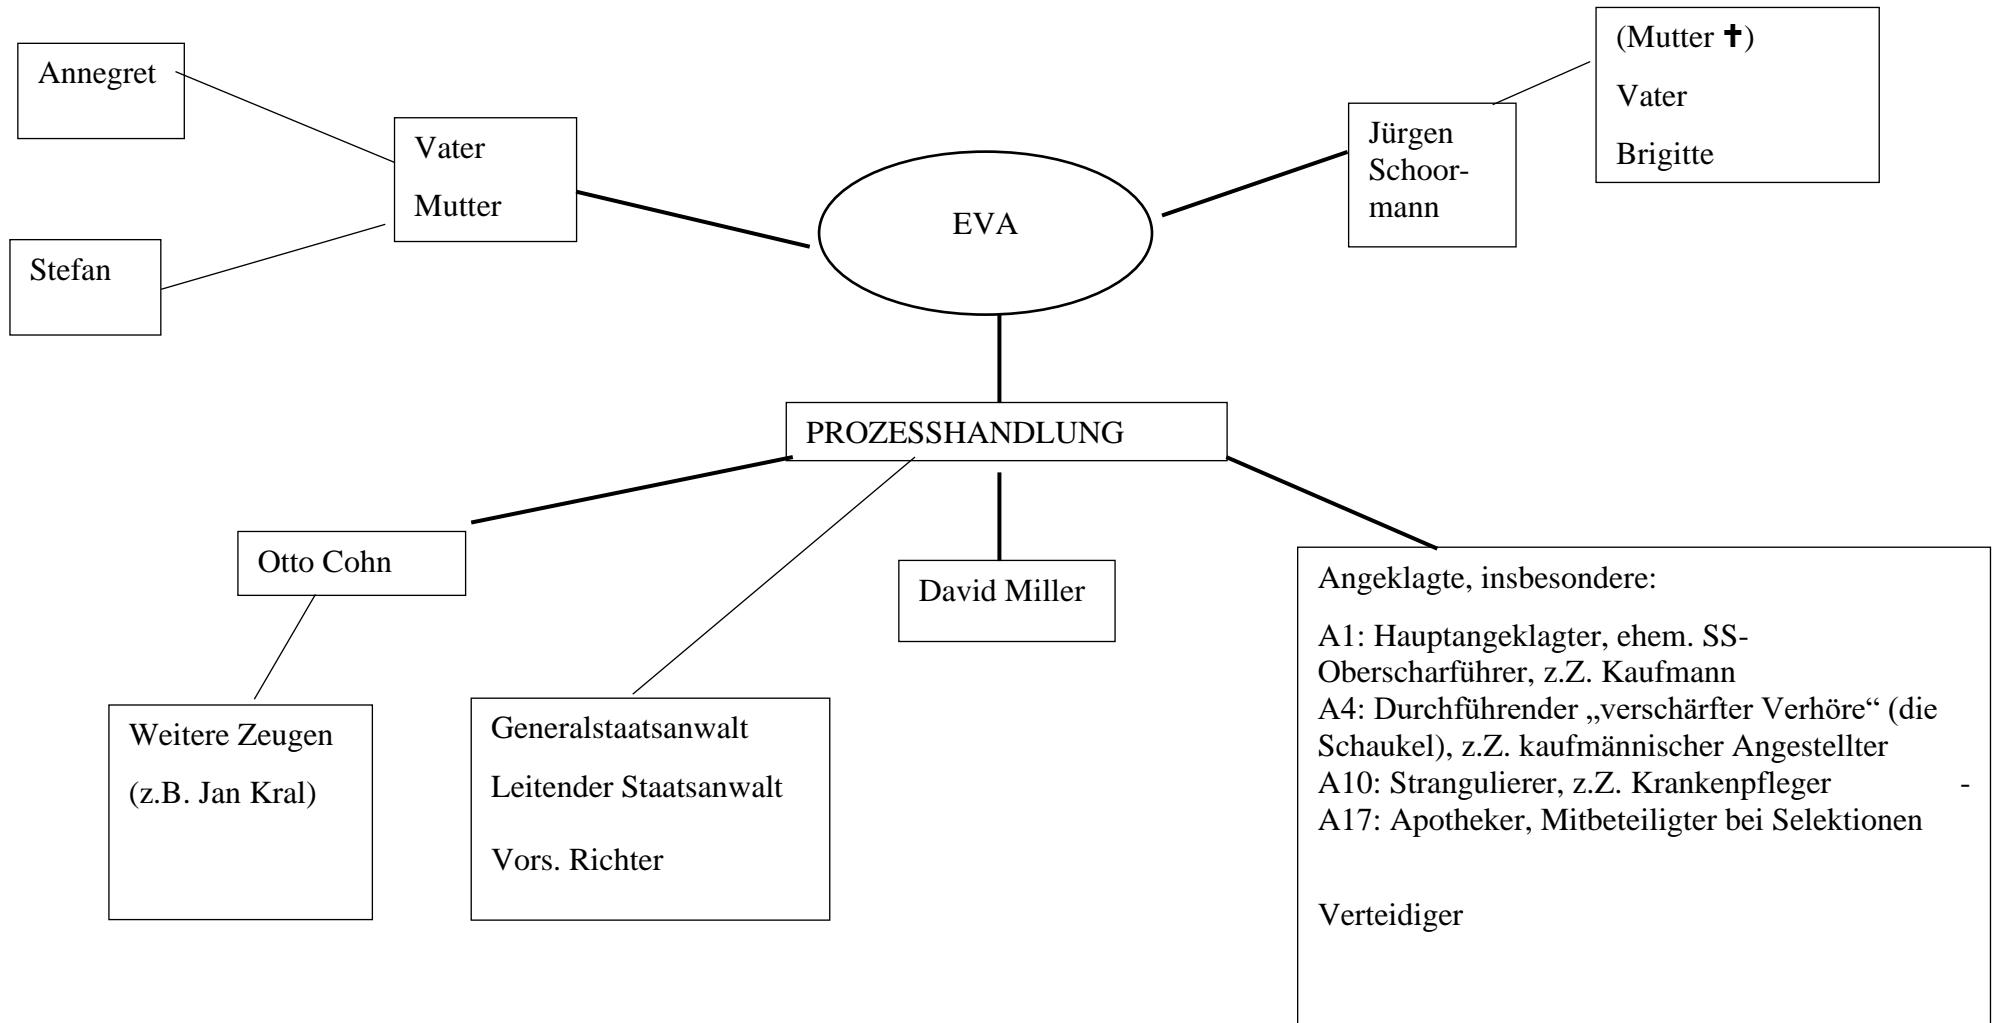 (Mutter ✝)
Vater
Brigitte
Annegret
Jürgen
Schoor-
mann
Vater
Mutter
EVA
Stefan
PROZESSHANDLUNG
Otto Cohn
David Miller
Angeklagte, insbesondere:
A1: Hauptangeklagter, ehem. SS-
Oberscharführer, z.Z. Kaufmann
A4: Durchführender „verschärfter Verhöre“ (die
Schaukel), z.Z. kaufmännischer Angestellter
A10: Strangulierer, z.Z. Krankenpfleger -
A17: Apotheker, Mitbeteiligter bei Selektionen
Verteidiger
Weitere Zeugen
(z.B. Jan Kral)
Generalstaatsanwalt
Leitender Staatsanwalt
Vors. Richter